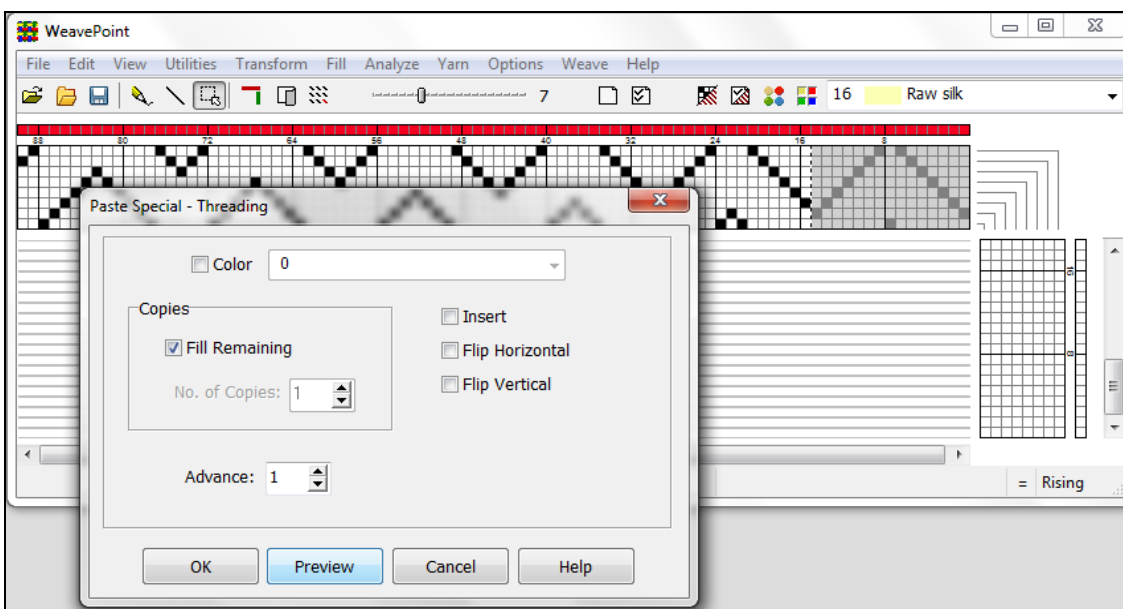 WeavePoint
File Edit View Utilities Transform Fill Analyze Yarn Options Weave Help
7 16 Raw silk
88 80 72 64 56 48 40 32 24 16 8
Paste Special - Threading
Color 0
Copies
Fill Remaining
No. of Copies: 1
Insert
Flip Horizontal
Flip Vertical
Advance: 1
OK Preview Cancel Help
16
8
= Rising